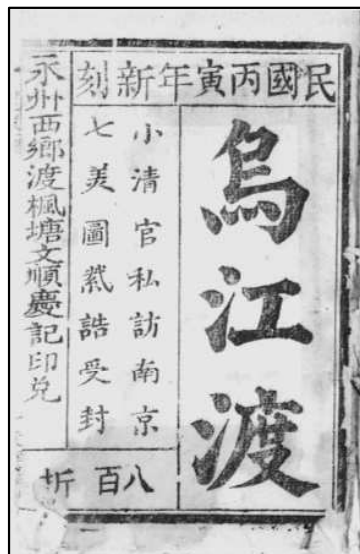 民國丙寅年新刻
烏江渡
小清官私訪南京
七美圖誥受封
八百圻
永州西鄉渡楓塘文順慶記印兑